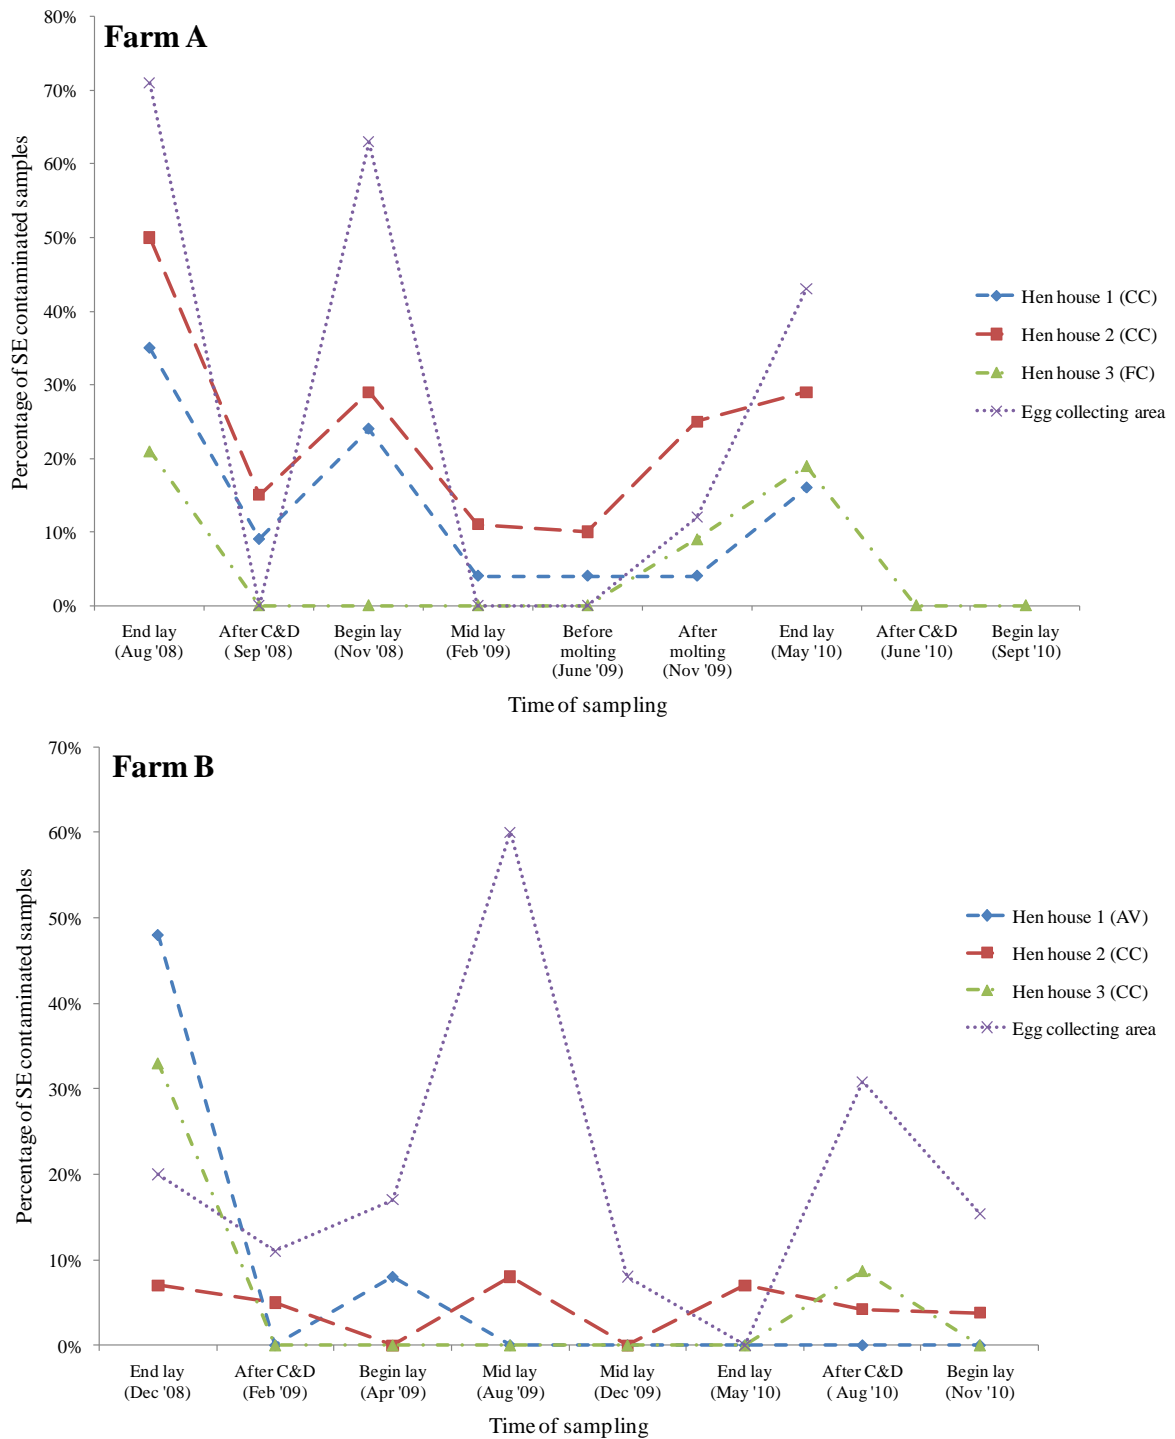 Farm A
Percentage of SE contaminated samples
80%
70%
60%
50%
40%
30%
20%
10%
0%
Hen house 1 (CC)
Hen house 2 (CC)
Hen house 3 (FC)
Egg collecting area
End lay
(Aug '08)
After C&D
( Sep '08)
Begin lay
(Nov '08)
Mid lay
(Feb '09)
Before
molting
(June '09)
After
molting
(Nov '09)
End lay
(May '10)
After C&D
(June '10)
Begin lay
(Sept '10)
Time of sampling
Farm B
Percentage of SE contaminated samples
70%
60%
50%
40%
30%
20%
10%
0%
Hen house 1 (AV)
Hen house 2 (CC)
Hen house 3 (CC)
Egg collecting area
End lay
(Dec '08)
After C&D
(Feb '09)
Begin lay
(Apr '09)
Mid lay
(Aug '09)
Mid lay
(Dec '09)
End lay
(May '10)
After C&D
( Aug '10)
Begin lay
(Nov '10)
Time of sampling